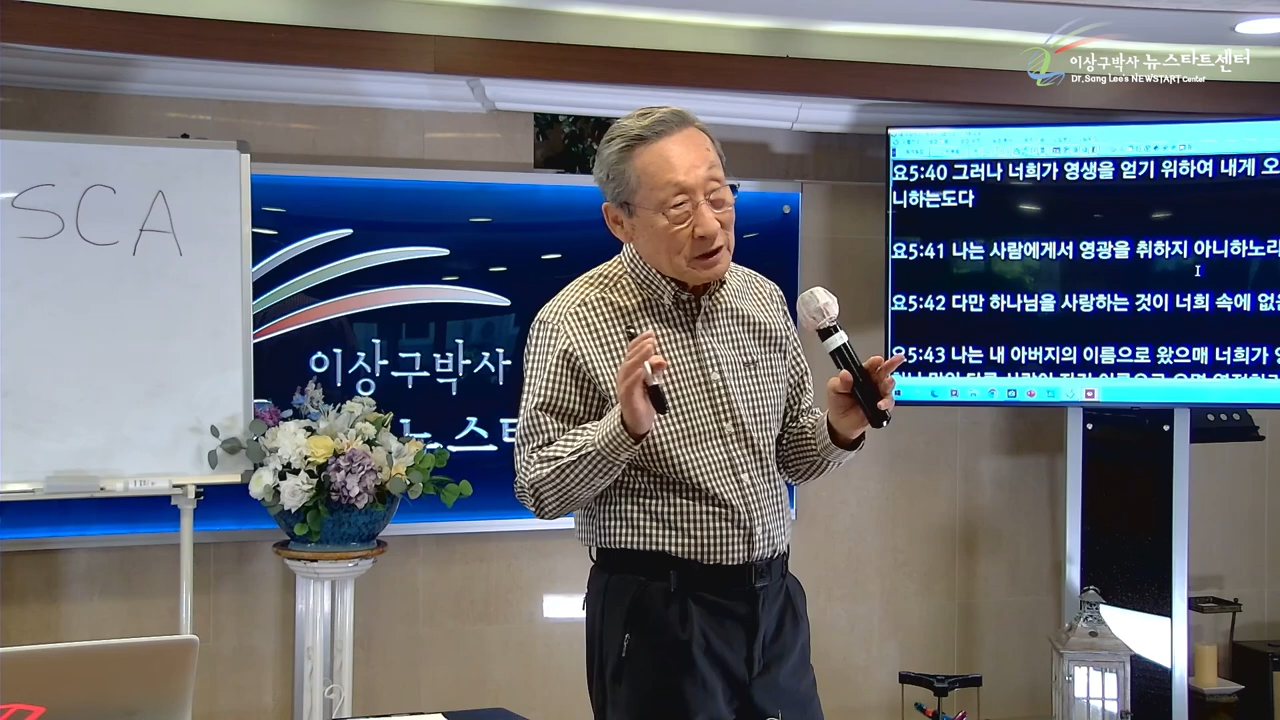 이상구박사 뉴스타트센터
Dr. Sang Lee's NEWSTART Center
SCA
이상구박사
뉴스타
요5:40 그러나 너희가 영생을 얻기 위하여 내게 오
니하는도다
요5:41 나는 사람에게서 영광을 취하지 아니하노라
요5:42 다만 하나님을 사랑하는 것이 너희 속에 없
요5:43 나는 내 아버지의 이름으로 왔으매 너희가